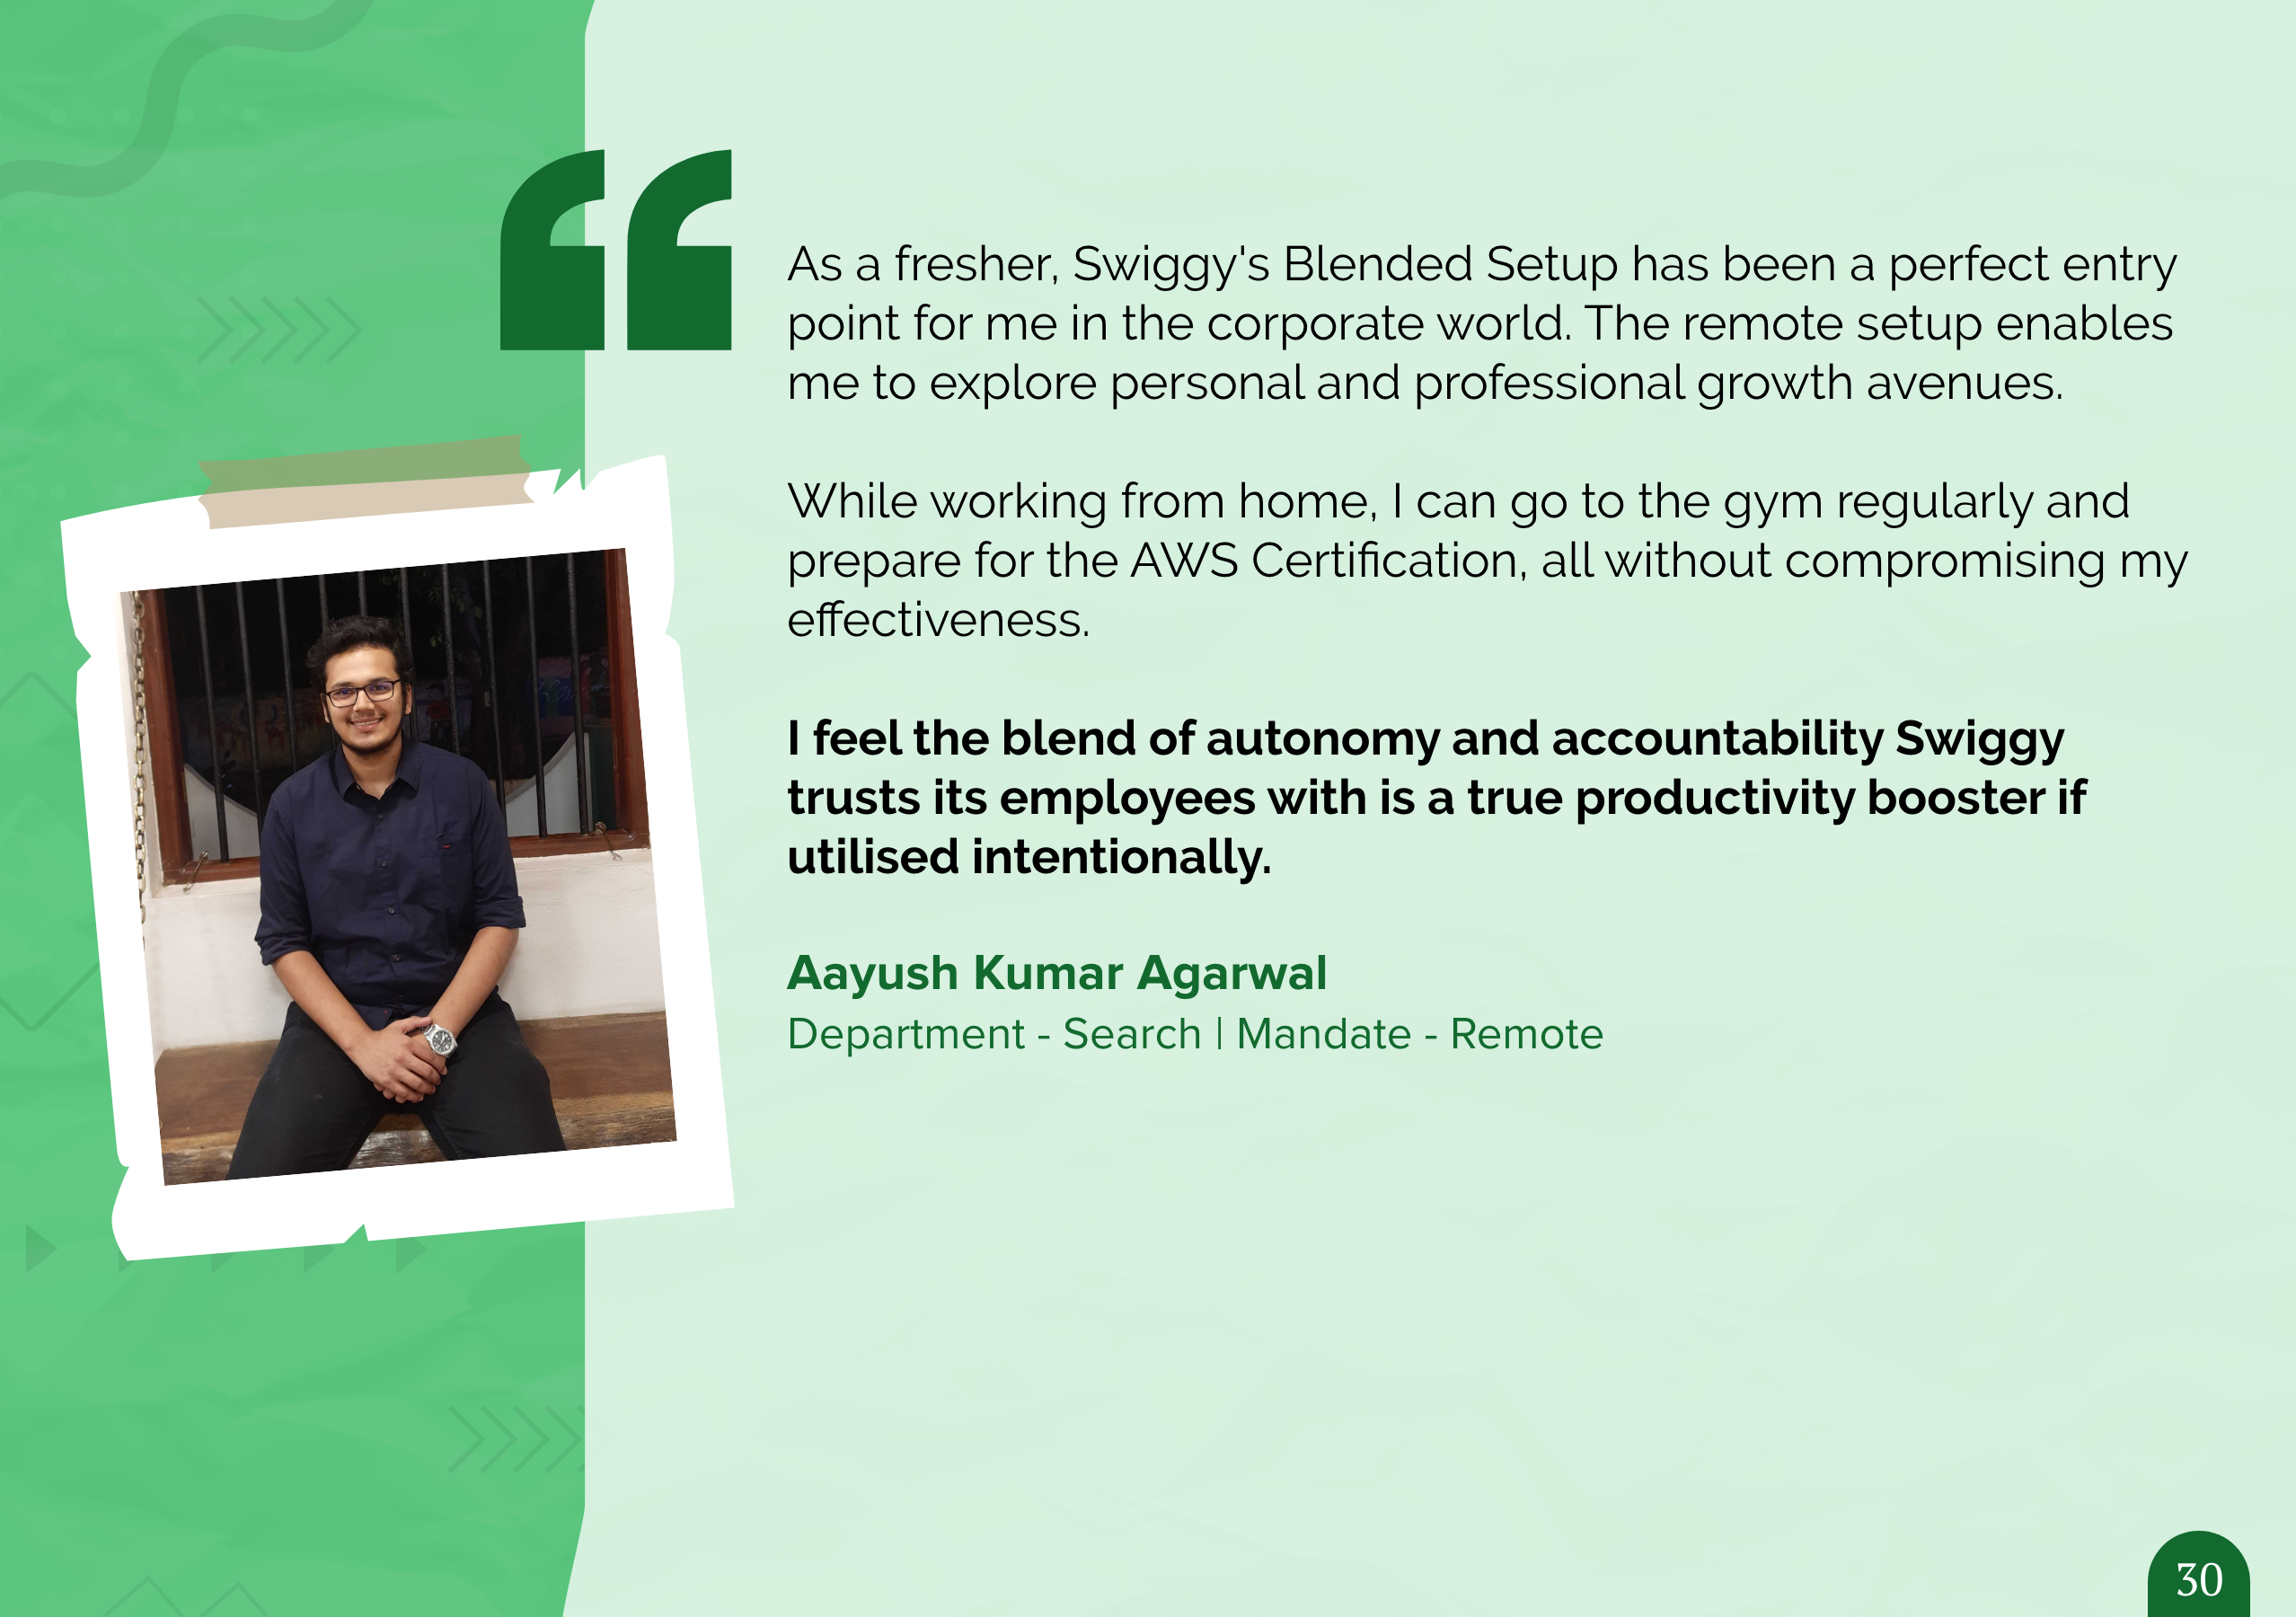 As a fresher, Swiggy's Blended Setup has been a perfect entry
point for me in the corporate world. The remote setup enables
me to explore personal and professional growth avenues.
While working from home, I can go to the gym regularly and
prepare for the AWS Certification, all without compromising my
effectiveness.
I feel the blend of autonomy and accountability Swiggy
trusts its employees with is a true productivity booster if
utilised intentionally.
Aayush Kumar Agarwal
Department - Search | Mandate - Remote
30